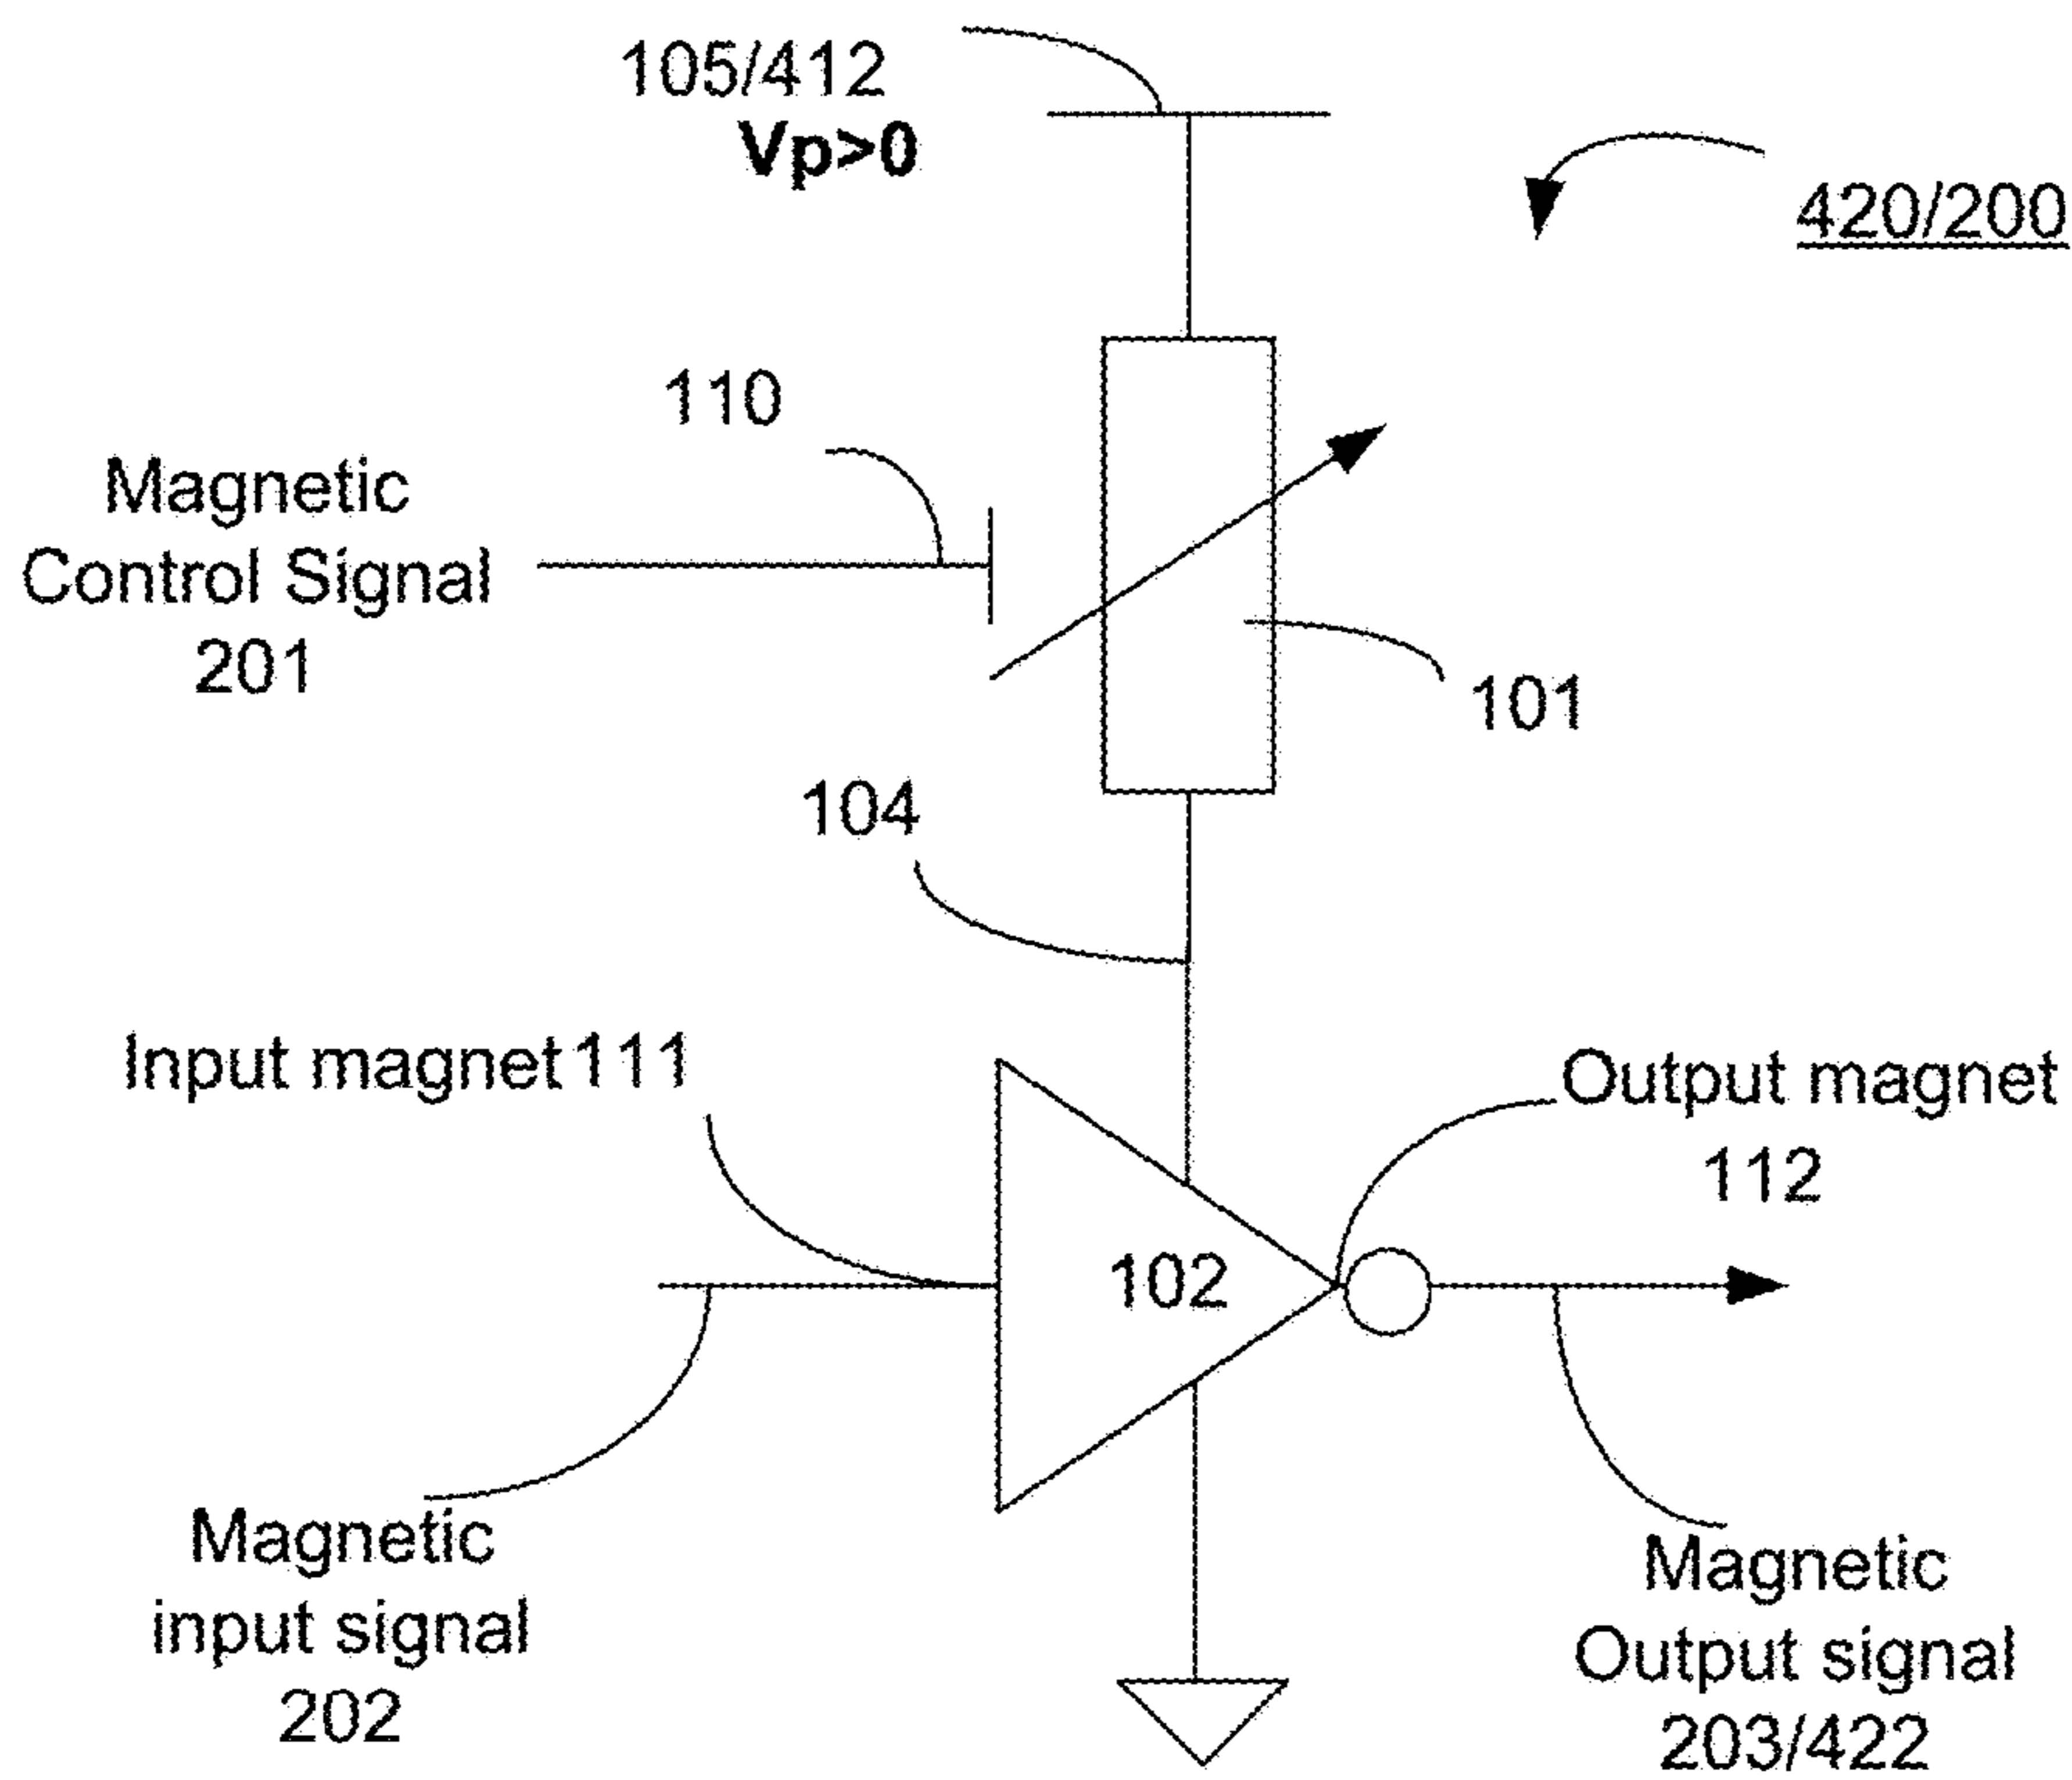 105/412
Vp>0
420/200
110
Magnetic
Control Signal
201
101
104
Input magnet 111
Output magnet
112
102
Magnetic
input signal
202
Magnetic
Output signal
203/422